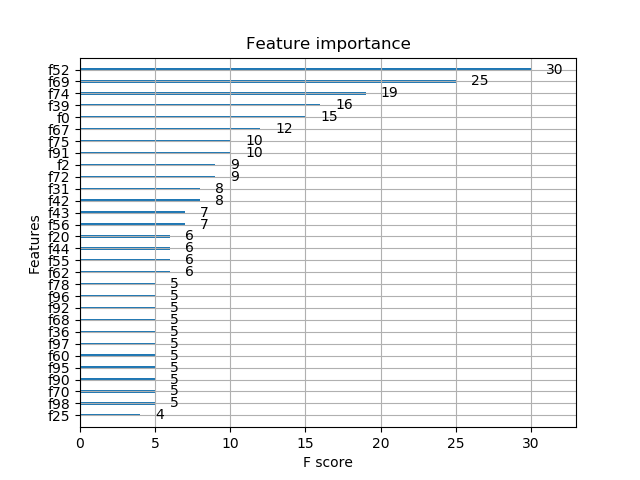 Feature importance
f52 30
f69 25
f74 19
f39 16
f0 15
f67 12
f75 10
f91 10
f2 9
f72 9
f31 8
f42 8
f43 7
f56 7
f20 6
f44 6
f55 6
f62 6
f78 5
f96 5
f92 5
f68 5
f36 5
f97 5
f60 5
f95 5
f90 5
f70 5
f98 5
f25 4
Features
0 5 10 15 20 25 30
F score